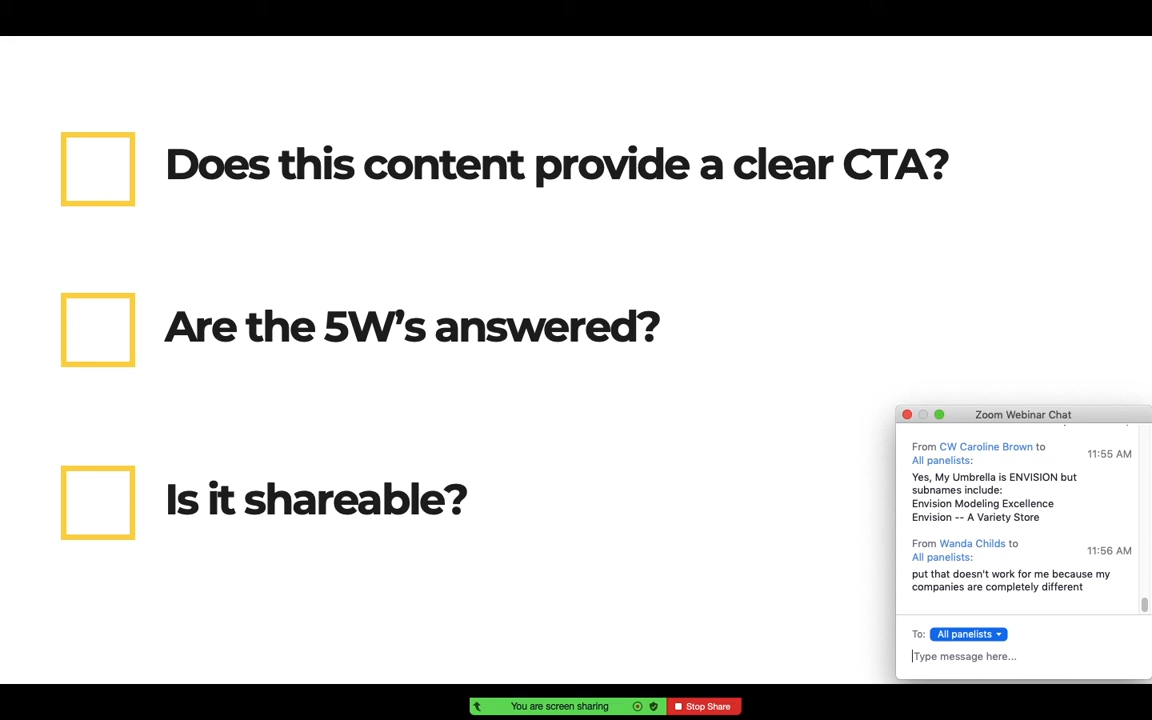 Does this content provide a clear CTA?
Are the 5W's answered?
Is it shareable?
Zoom Webinar Chat
From CW Caroline Brown to
All panelists:
11:55 AM
Yes, My Umbrella is ENVISION but
subnames include:
Envision Modeling Excellence
Envision -- A Variety Store
From Wanda Childs to
All panelists:
11:56 AM
put that doesn't work for me because my
companies are completely different
To: All panelists
Type message here...
You are screen sharing
Stop Share